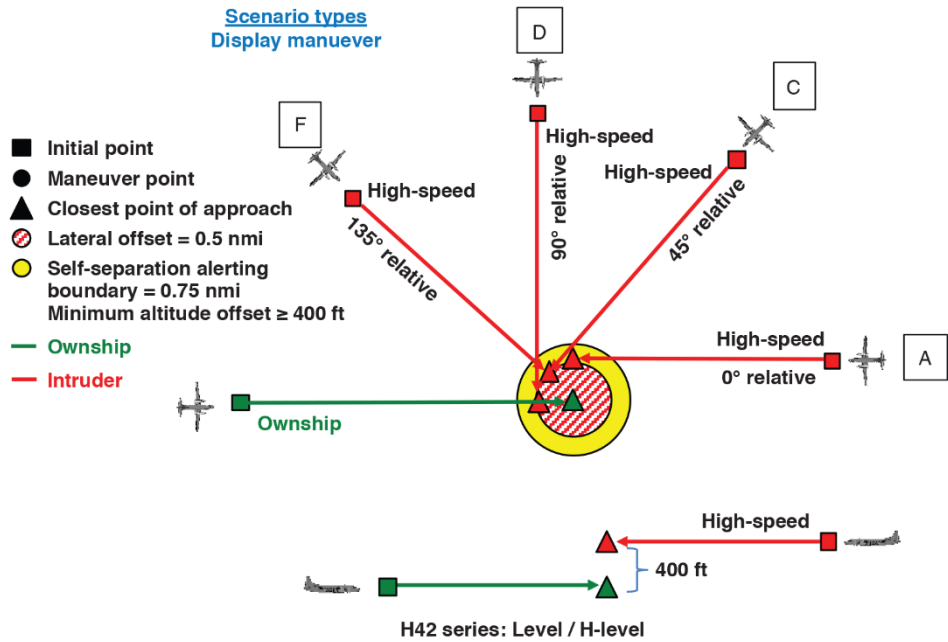 Scenario types
Display manuever
D
C
F
High-speed
High-speed
High-speed
Initial point
Maneuver point
Closest point of approach
Lateral offset = 0.5 nmi
Self-separation alerting
boundary = 0.75 nmi
Minimum altitude offset ≥ 400 ft
Ownship
Intruder
135° relative
90° relative
45° relative
High-speed
0° relative
A
Ownship
High-speed
400 ft
H42 series: Level / H-level